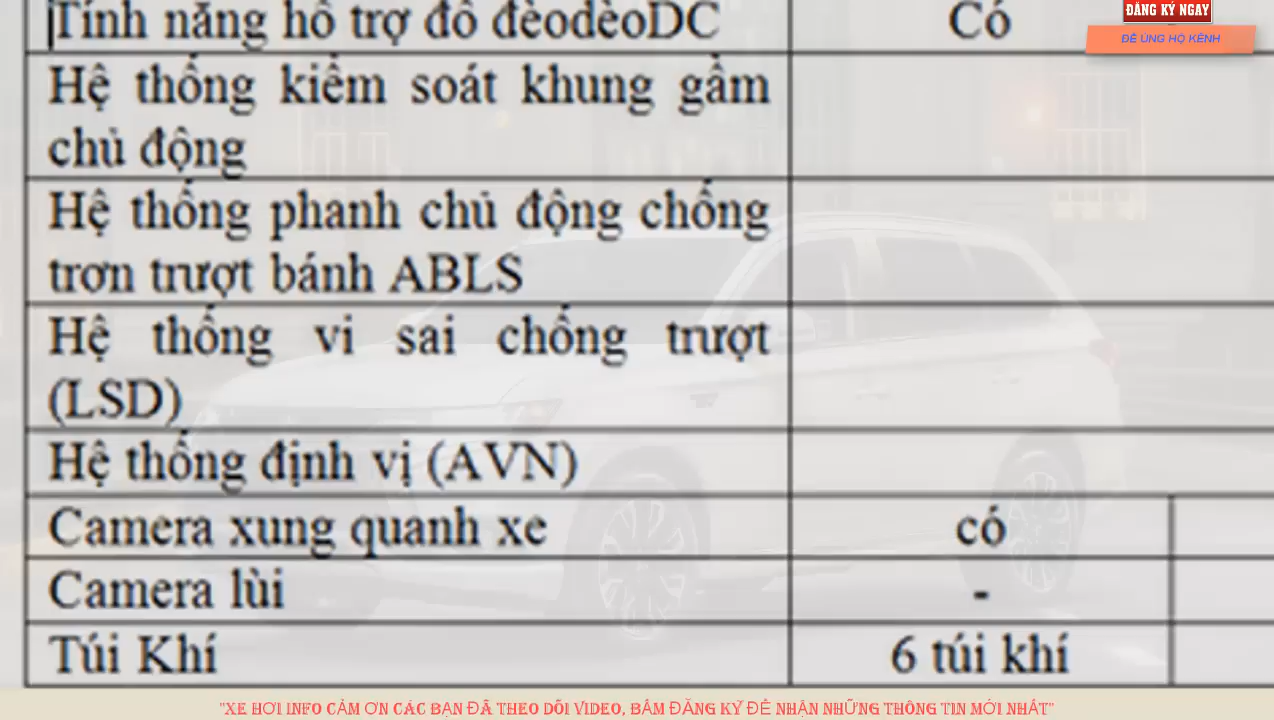 ĐĂNG KÝ NGAY
ĐỂ ỦNG HỘ KÊNH
Tính năng hỗ trợ đổ đèodèoDC Có
Hệ thống kiểm soát khung gầm
chủ động
Hệ thống phanh chủ động chống
trơn trượt bánh ABLS
Hệ thống vi sai chống trượt
(LSD)
Hệ thống định vị (AVN)
Camera xung quanh xe có
Camera lùi -
Túi Khí 6 túi khí
"XE HƠI INFO CẢM ƠN CÁC BẠN ĐÃ THEO DÕI VIDEO, BẤM ĐĂNG KÝ ĐỂ NHẬN NHỮNG THÔNG TIN MỚI NHẤT"